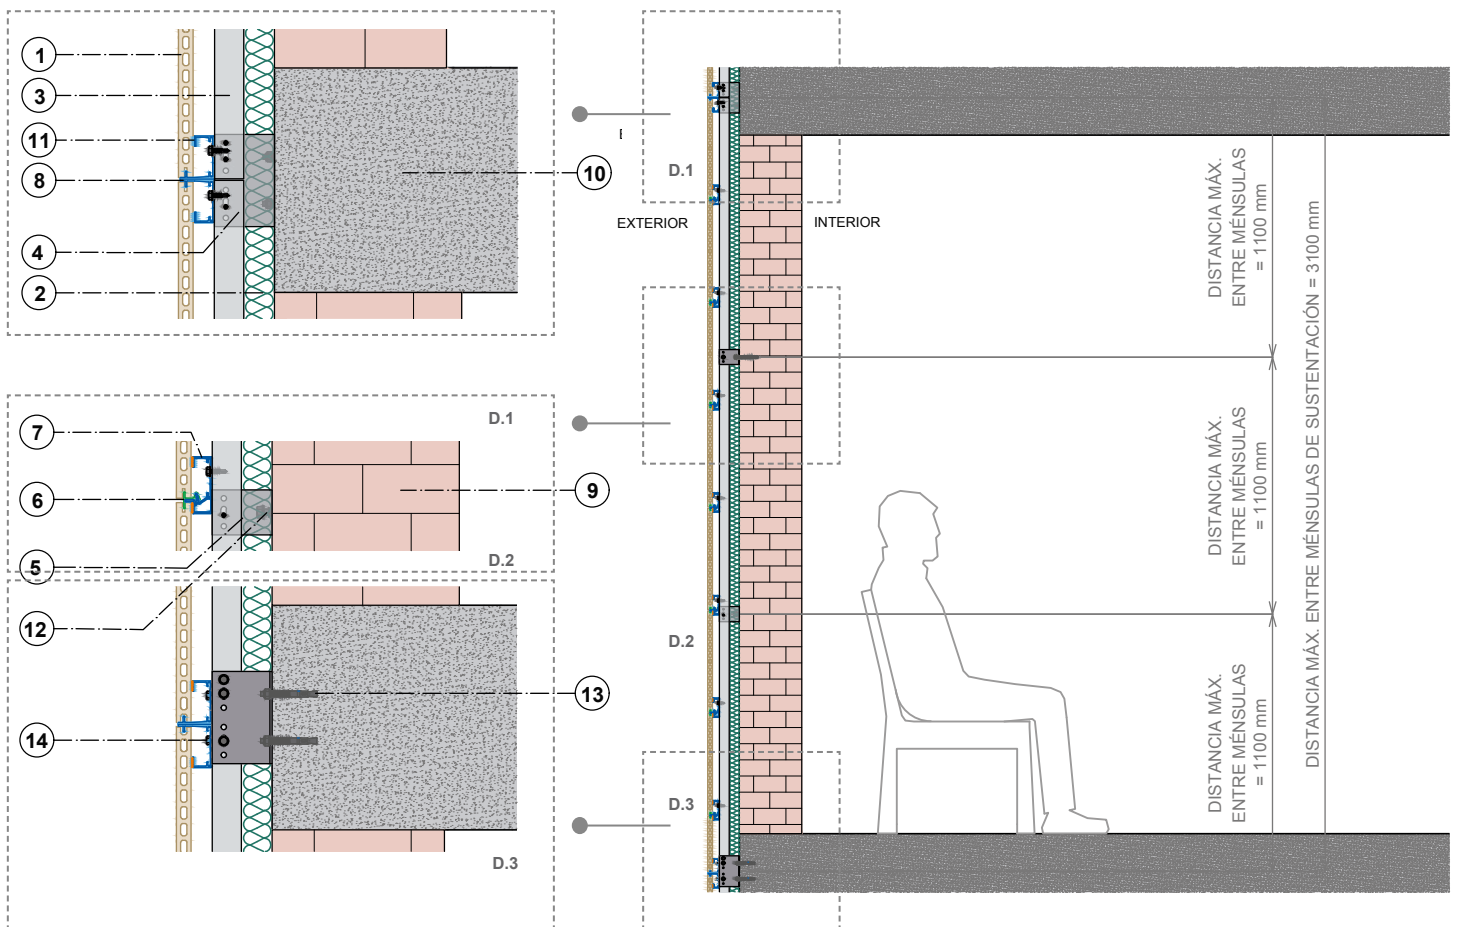 1
3
11
8
4
2
10
D.1
7
6
5
9
D.2
12
14
13
D.3
D.1
EXTERIOR
INTERIOR
D.2
D.3
DISTANCIA MÁX.
ENTRE MÉNSULAS
= 1100 mm
DISTANCIA MÁX.
ENTRE MÉNSULAS
= 1100 mm
DISTANCIA MÁX.
ENTRE MÉNSULAS
= 1100 mm
DISTANCIA MÁX. ENTRE MÉNSULAS DE SUSTENTACIÓN = 3100 mm